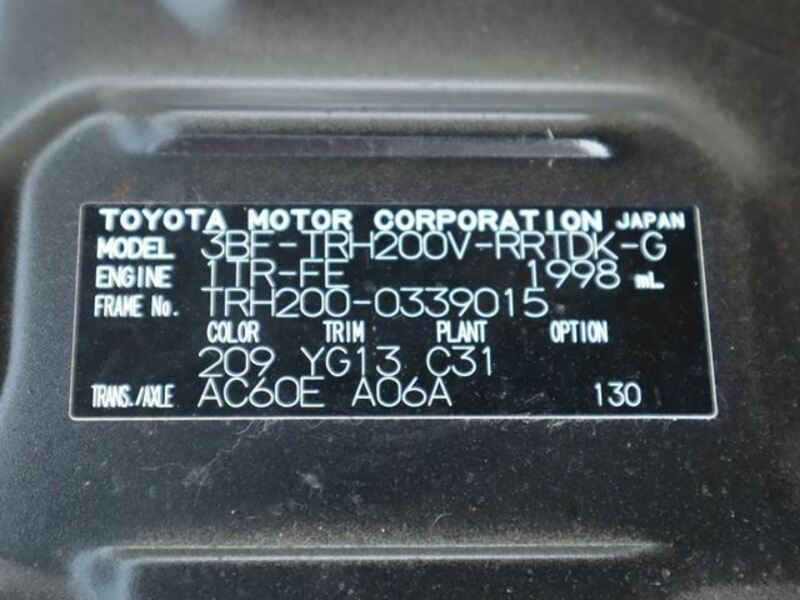 TOYOTA MOTOR CORPORATION JAPAN
MODEL 3BF-TRH200V-RRTDK-G
ENGINE 1TR-FE 1998 mL
FRAME No. TRH200-0339015
COLOR TRIM PLANT OPTION
209 YG13 C31
TRANS./AXLE AC60E A06A 130